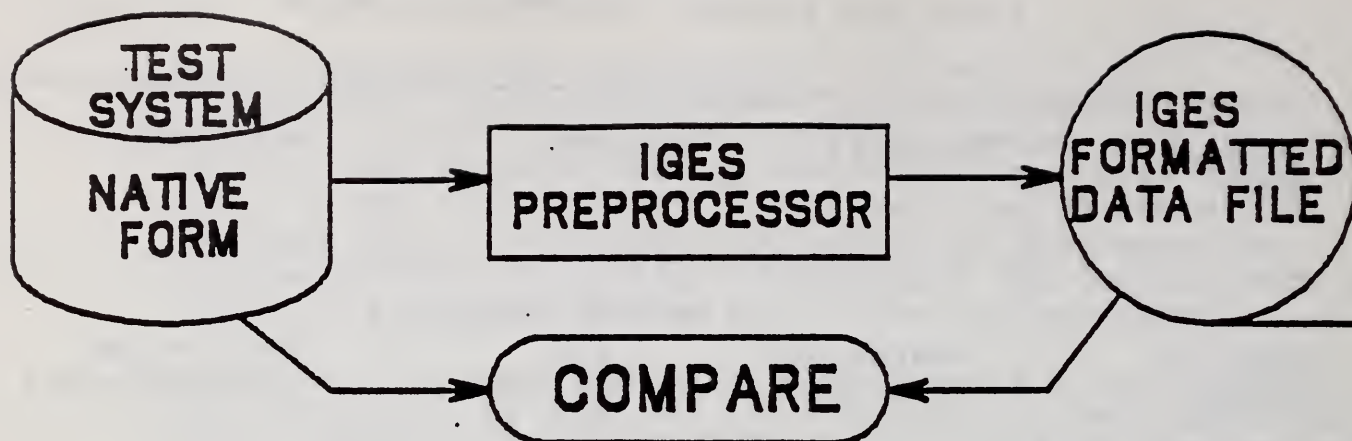 TEST
SYSTEM
NATIVE
FORM
IGES
PREPROCESSOR
IGES
FORMATTED
DATA FILE
COMPARE